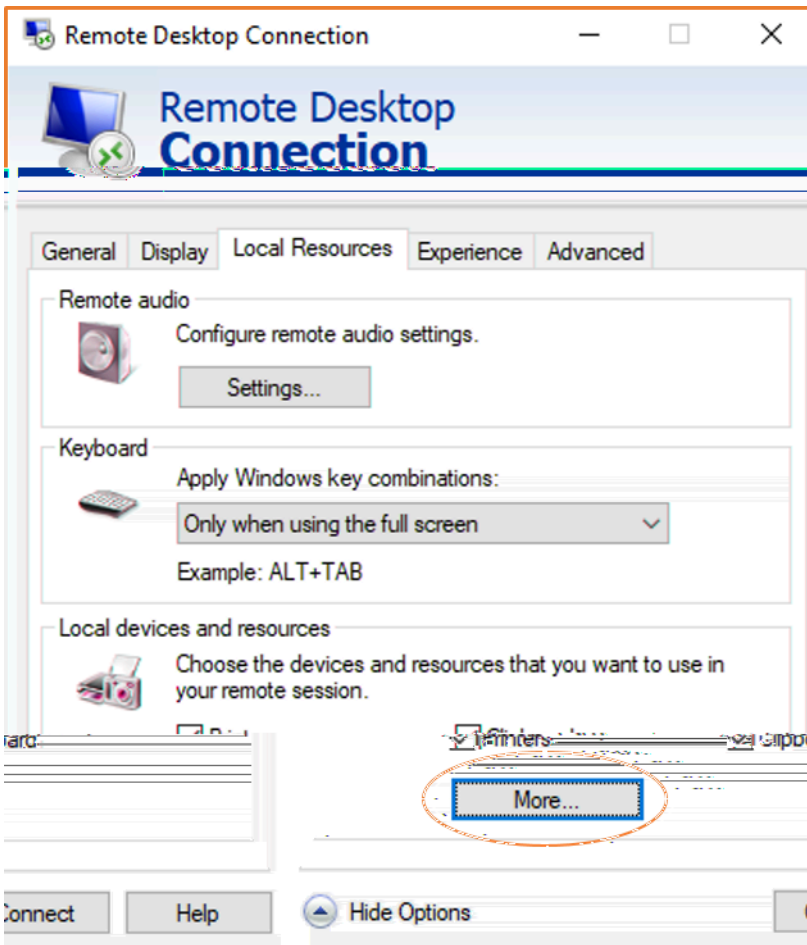 Remote Desktop Connection
Remote Desktop
Connection
General Display Local Resources Experience Advanced
Remote audio
Configure remote audio settings.
Settings...
Keyboard
Apply Windows key combinations:
Only when using the full screen
Example: ALT+TAB
Local devices and resources
Choose the devices and resources that you want to use in
your remote session.
Printers
More...
Help Hide Options